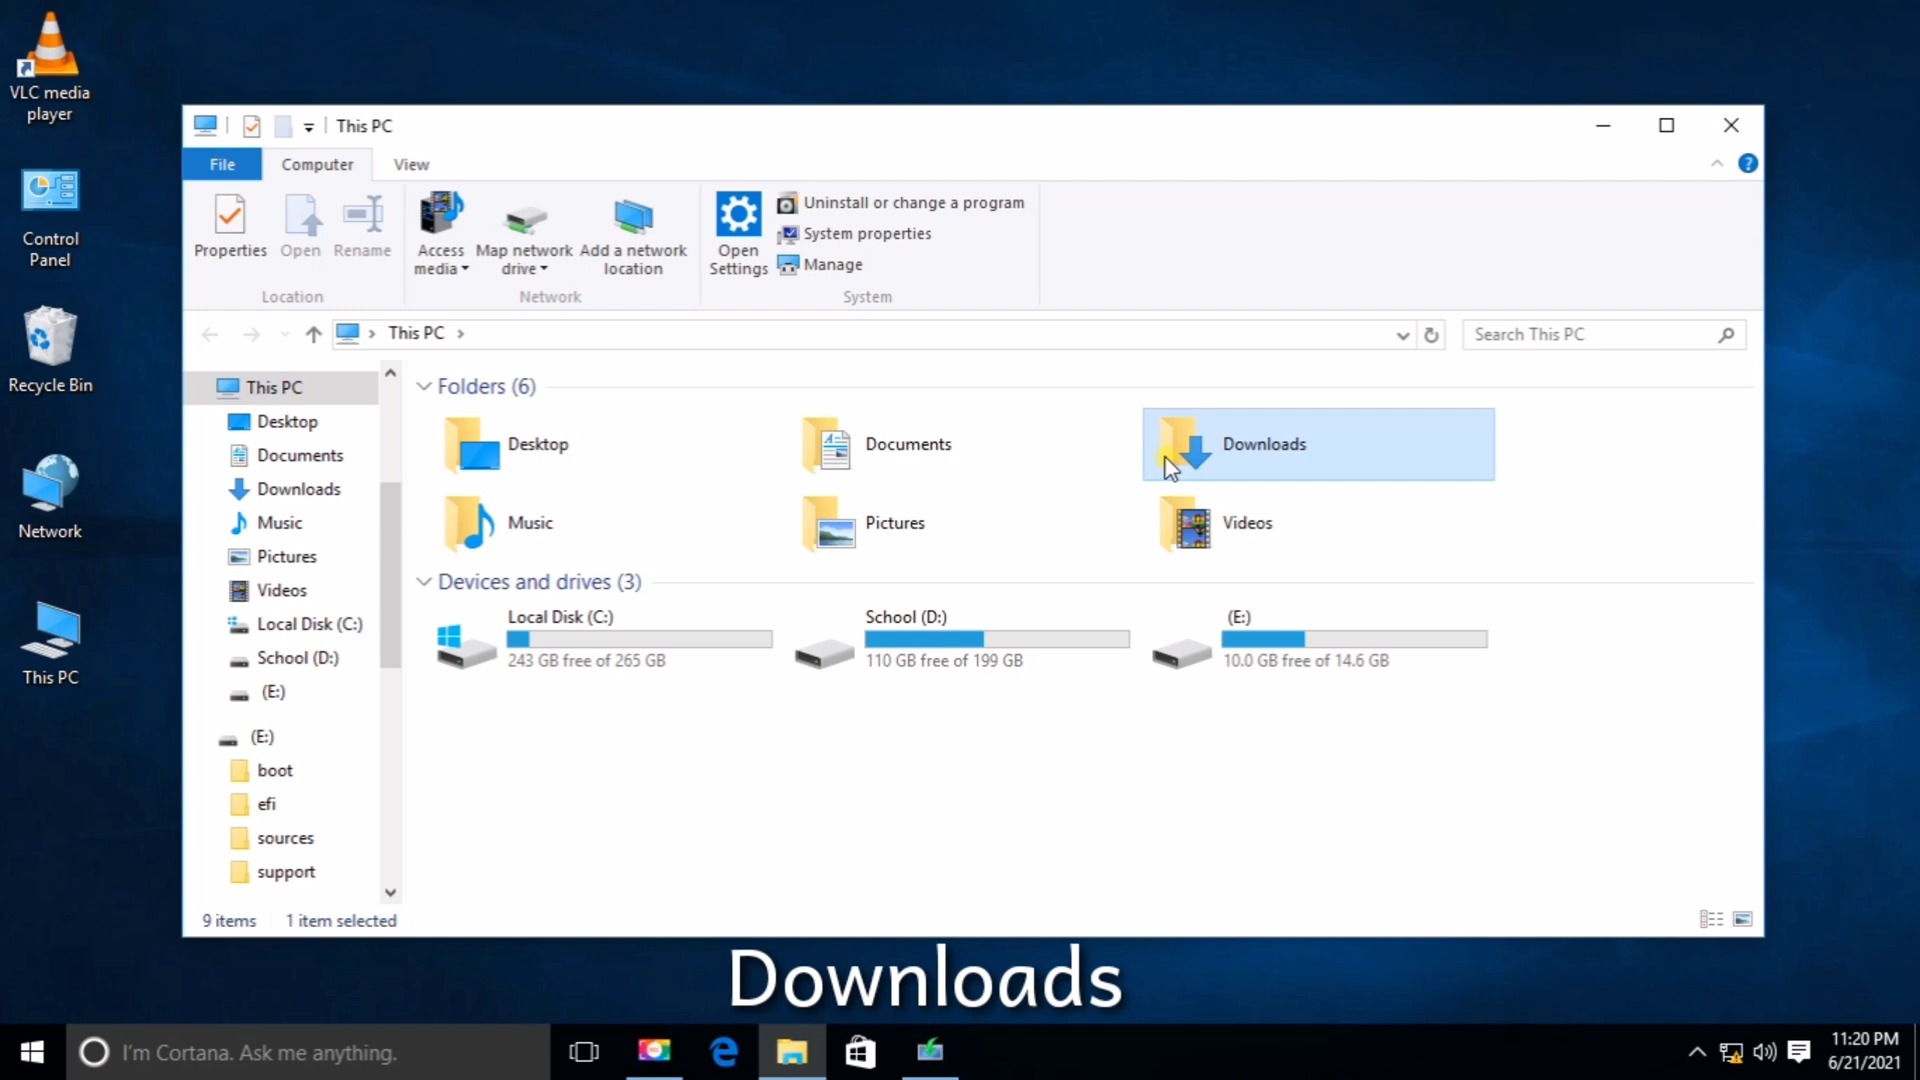 VLC media
player
Control
Panel
Recycle Bin
Network
This PC
This PC
File
Computer
View
Properties
Open
Rename
Location
Access
media
Map network
drive
Add a network
location
Network
Open
Settings
Uninstall or change a program
System properties
Manage
System
This PC
Search This PC
This PC
Desktop
Documents
Downloads
Music
Pictures
Videos
Local Disk (C:)
School (D:)
(E:)
(E:)
boot
efi
sources
support
Folders (6)
Desktop
Documents
Downloads
Music
Pictures
Videos
Devices and drives (3)
Local Disk (C:)
243 GB free of 265 GB
School (D:)
110 GB free of 199 GB
(E:)
10.0 GB free of 14.6 GB
9 items
1 item selected
Downloads
I'm Cortana. Ask me anything.
11:20 PM
6/21/2021